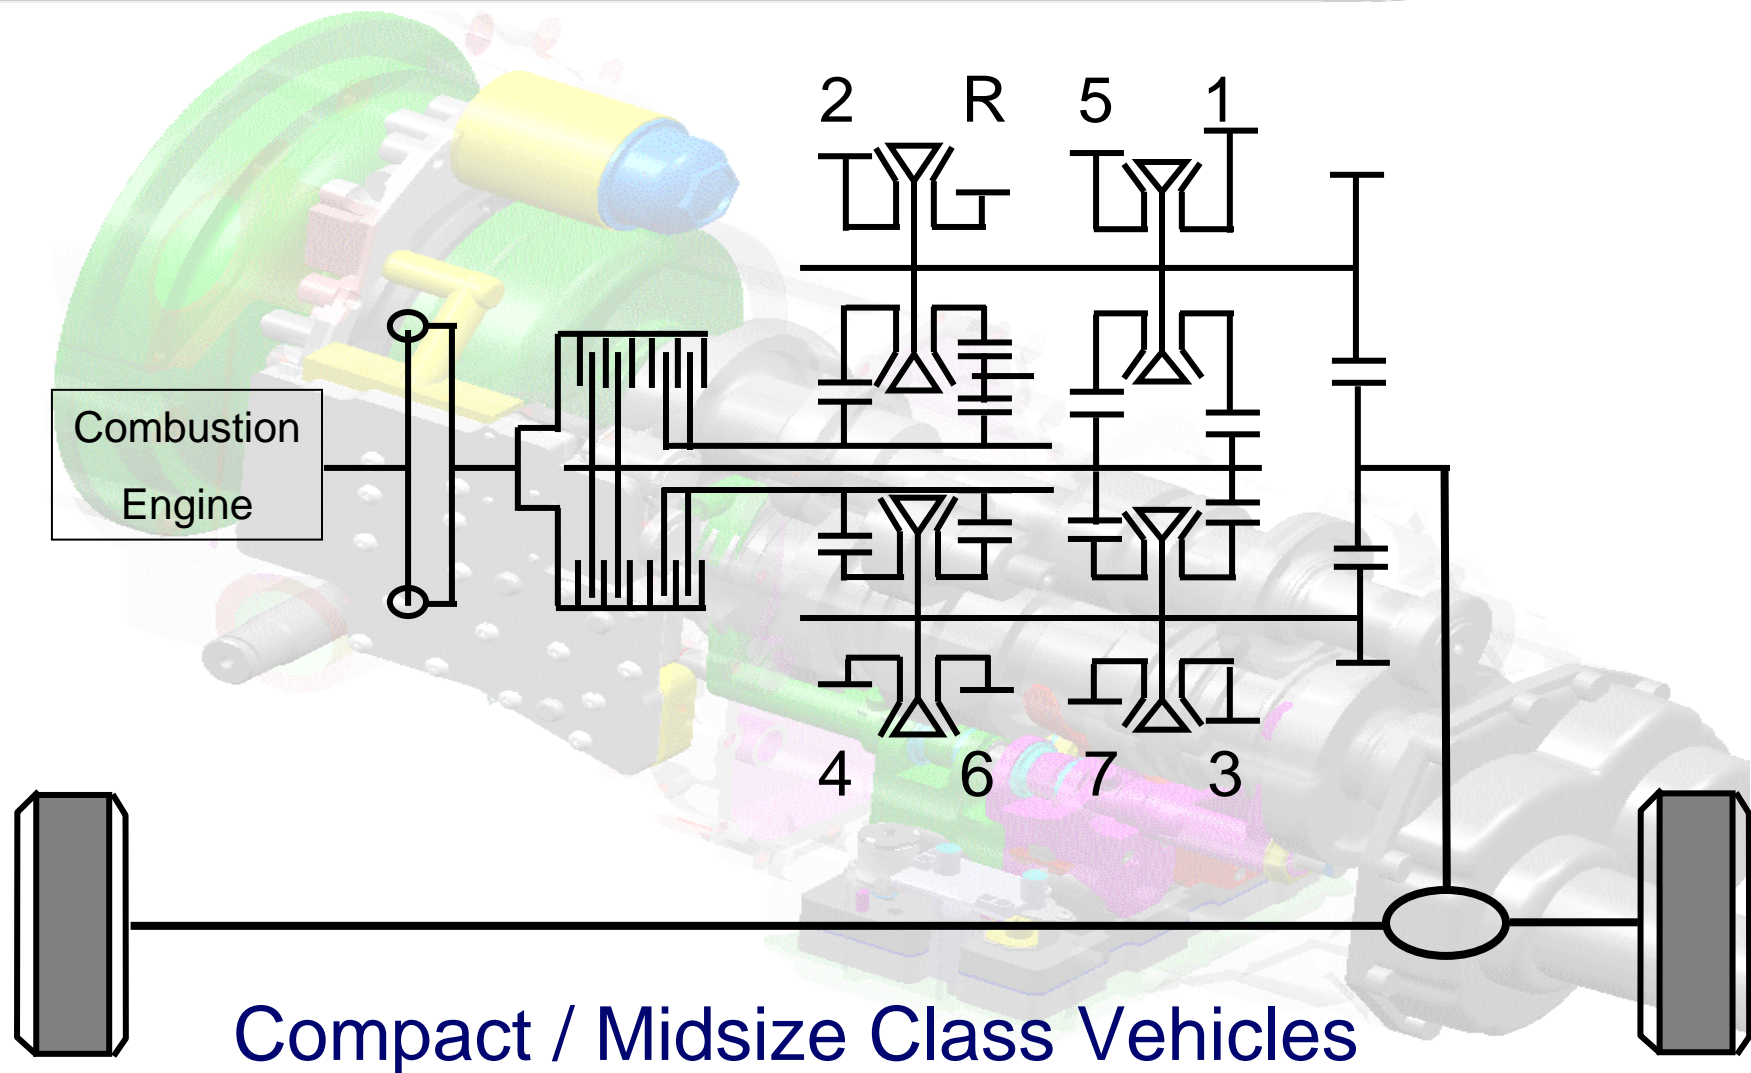 2 R 5 1
Combustion
Engine
4 6 7 3
Compact / Midsize Class Vehicles